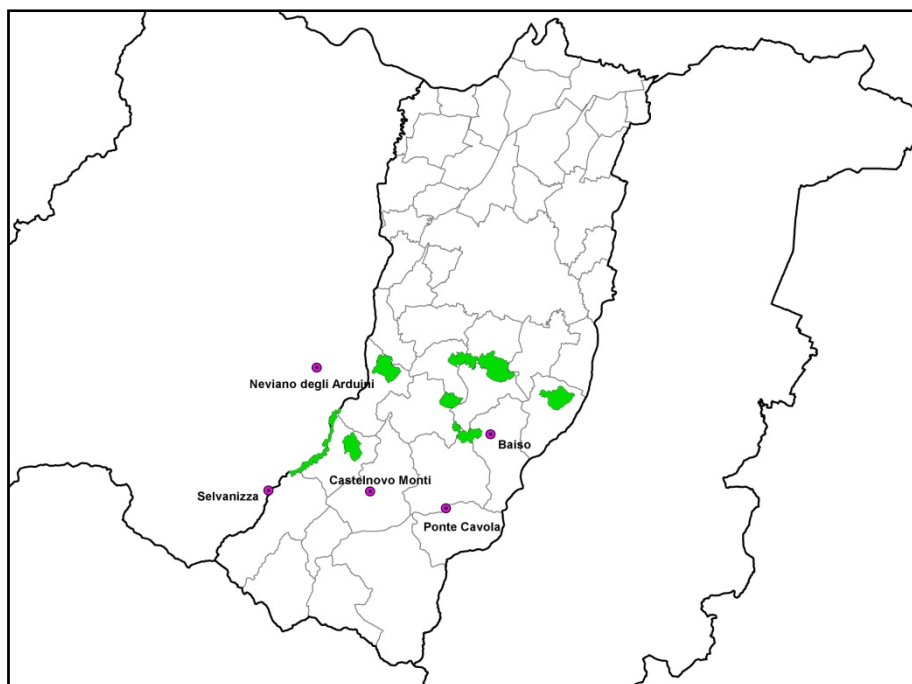 Neviano degli Arduini
Baiso
Castelnovo Monti
Selvanizza
Ponte Cavola